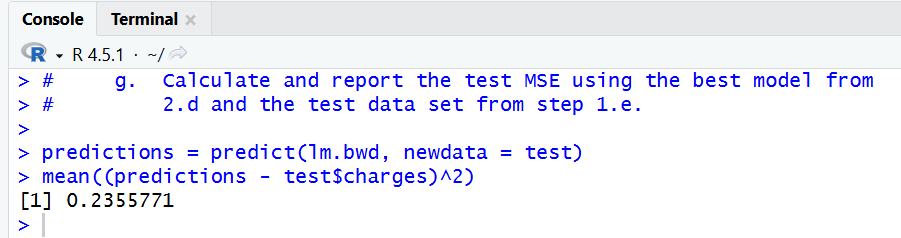 Console Terminal
R R 4.5.1 · ~/
> #     g.  Calculate and report the test MSE using the best model from
> #         2.d and the test data set from step 1.e.
>
> predictions = predict(lm.bwd, newdata = test)
> mean((predictions - test$charges)^2)
[1] 0.2355771
>